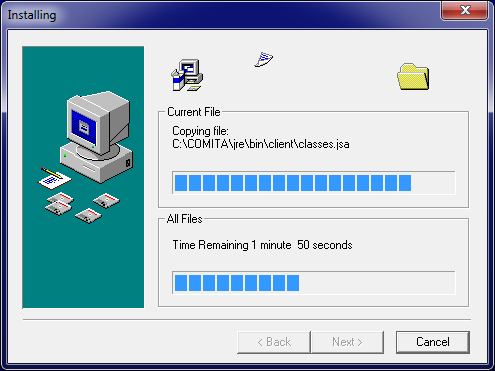 Installing
Current File
Copying file:
C:\COMITA\jre\bin\client\classes.jsa
All Files
Time Remaining 1 minute  50 seconds
< Back
Next >
Cancel